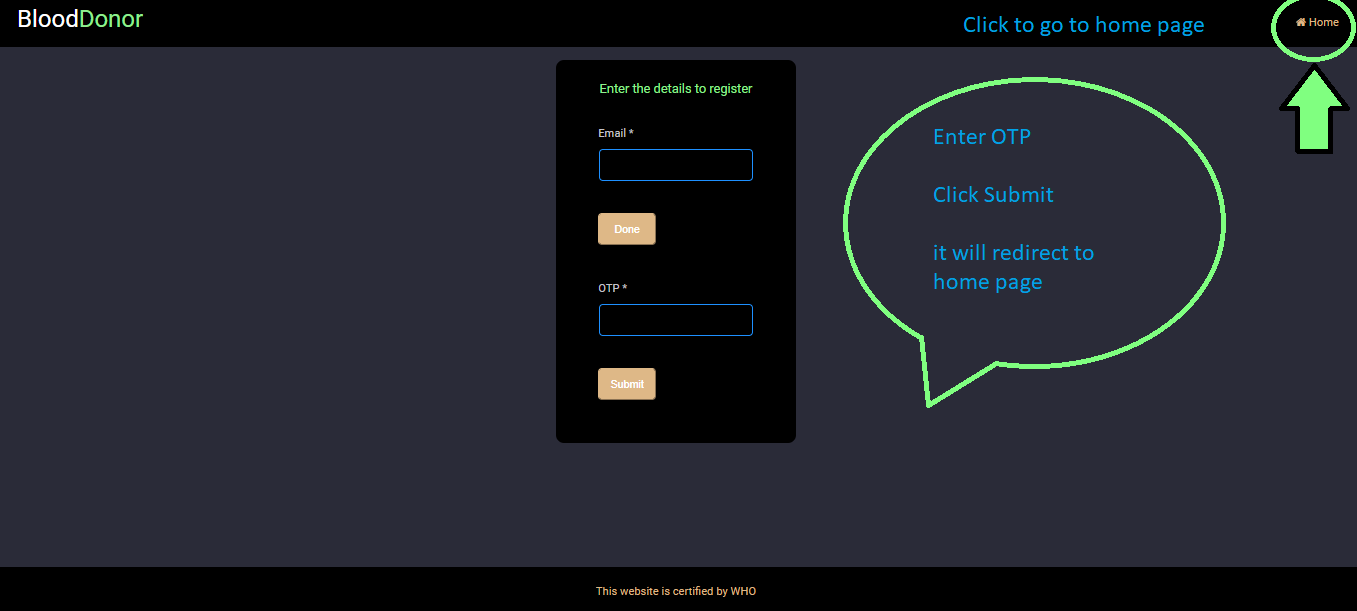 BloodDonor
Click to go to home page
Home
Enter the details to register
Email *
Done
OTP *
Submit
Enter OTP
Click Submit
it will redirect to
home page
This website is certified by WHO